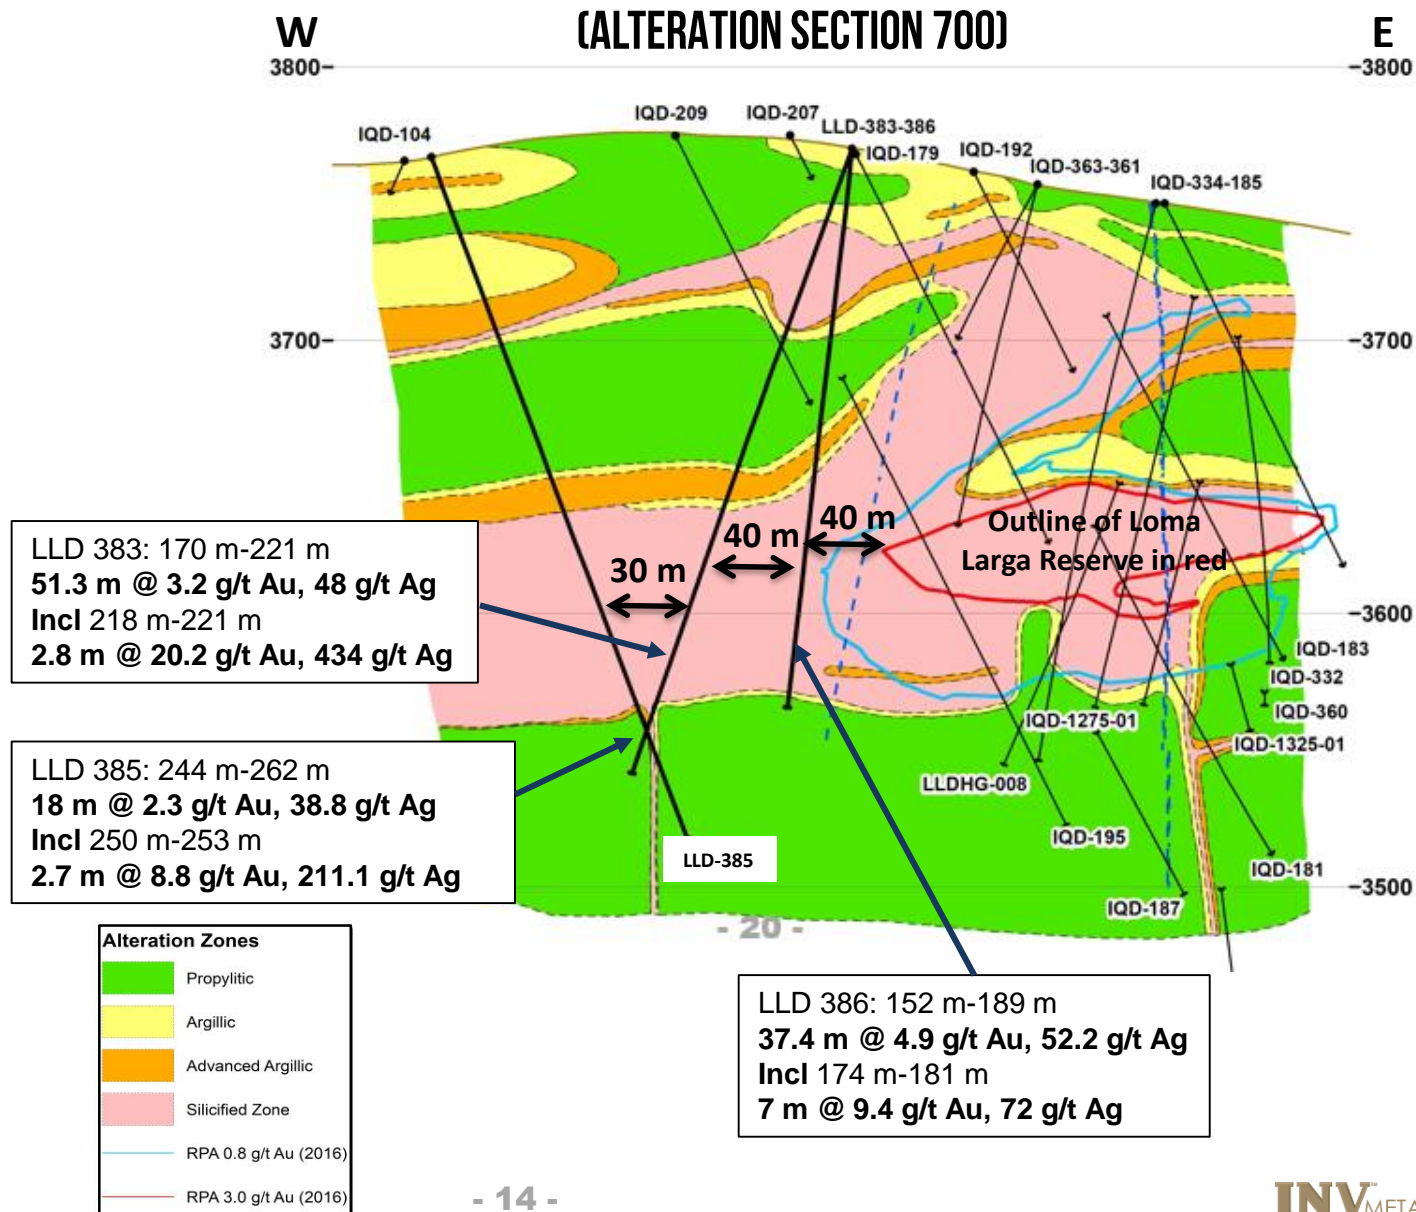 (ALTERATION SECTION 700)
W
E
3800
3800
IQD-104
IQD-209
IQD-207
LLD-383-386
IQD-179
IQD-192
IQD-363-361
IQD-334-185
3700
3700
40 m
40 m
30 m
Outline of Loma
Larga Reserve in red
LLD 383: 170 m-221 m
51.3 m @ 3.2 g/t Au, 48 g/t Ag
Incl 218 m-221 m
2.8 m @ 20.2 g/t Au, 434 g/t Ag
3600
IQD-183
IQD-332
IQD-360
IQD-1275-01
IQD-1325-01
LLD 385: 244 m-262 m
18 m @ 2.3 g/t Au, 38.8 g/t Ag
Incl 250 m-253 m
2.7 m @ 8.8 g/t Au, 211.1 g/t Ag
LLDHG-008
IQD-195
LLD-385
IQD-181
3500
IQD-187
- 20 -
Alteration Zones
Propylitic
Argillic
Advanced Argillic
Silicified Zone
RPA 0.8 g/t Au (2016)
RPA 3.0 g/t Au (2016)
LLD 386: 152 m-189 m
37.4 m @ 4.9 g/t Au, 52.2 g/t Ag
Incl 174 m-181 m
7 m @ 9.4 g/t Au, 72 g/t Ag
- 14 -
INV META